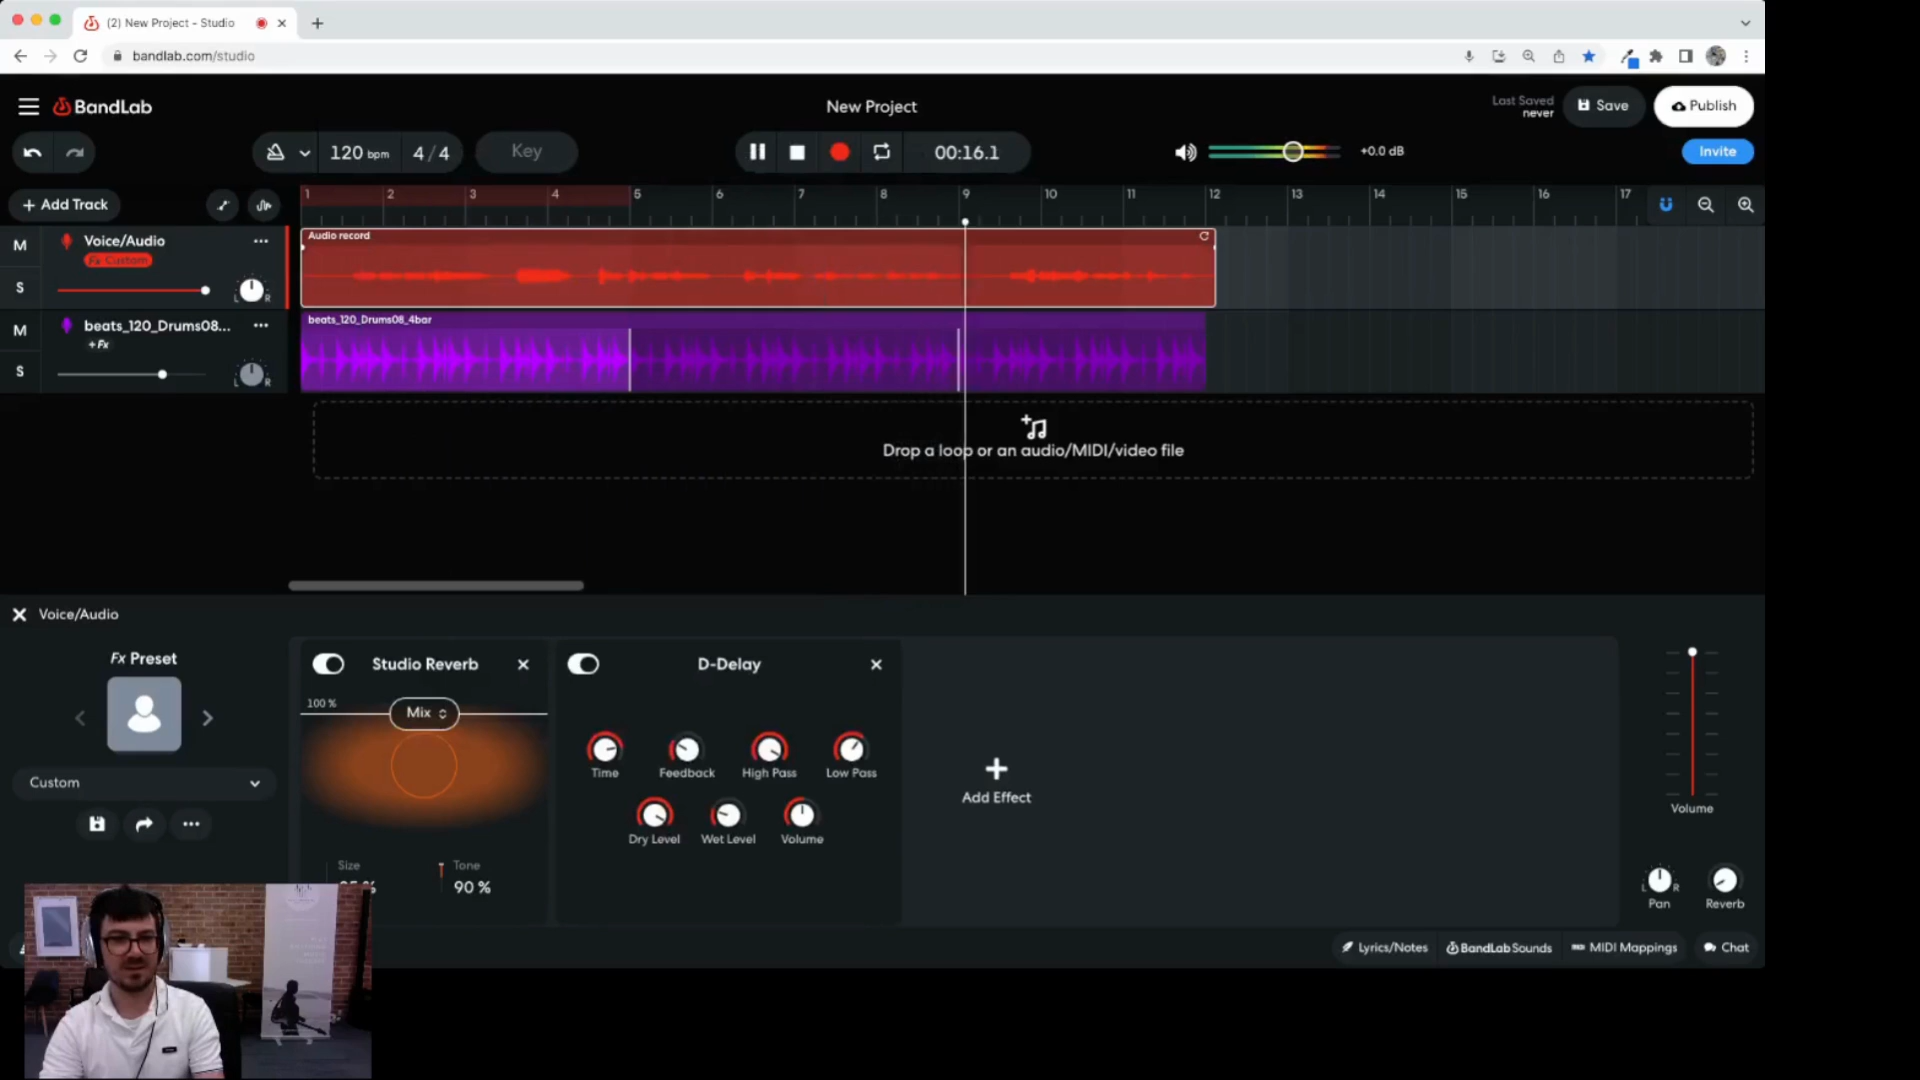 (2) New Project - Studio
bandlab.com/studio
BandLab
New Project
Last Saved
never
Save
Publish
120 bpm
4 / 4
Key
00:16.1
+0.0 dB
Invite
+ Add Track
1 2 3 4 5 6 7 8 9 10 11 12 13 14 15 16 17
M
Voice/Audio
Fx Custom
S
L R
Audio record
M
beats_120_Drums08...
+Fx
S
L R
beats_120_Drums08_4bar
Drop a loop or an audio/MIDI/video file
Voice/Audio
Fx Preset
Custom
Studio Reverb
100 %
Mix
Size
Tone
90 %
D-Delay
Time
Feedback
High Pass
Low Pass
Dry Level
Wet Level
Volume
Add Effect
Volume
L R
Pan
Reverb
Lyrics/Notes
BandLab Sounds
MIDI Mappings
Chat